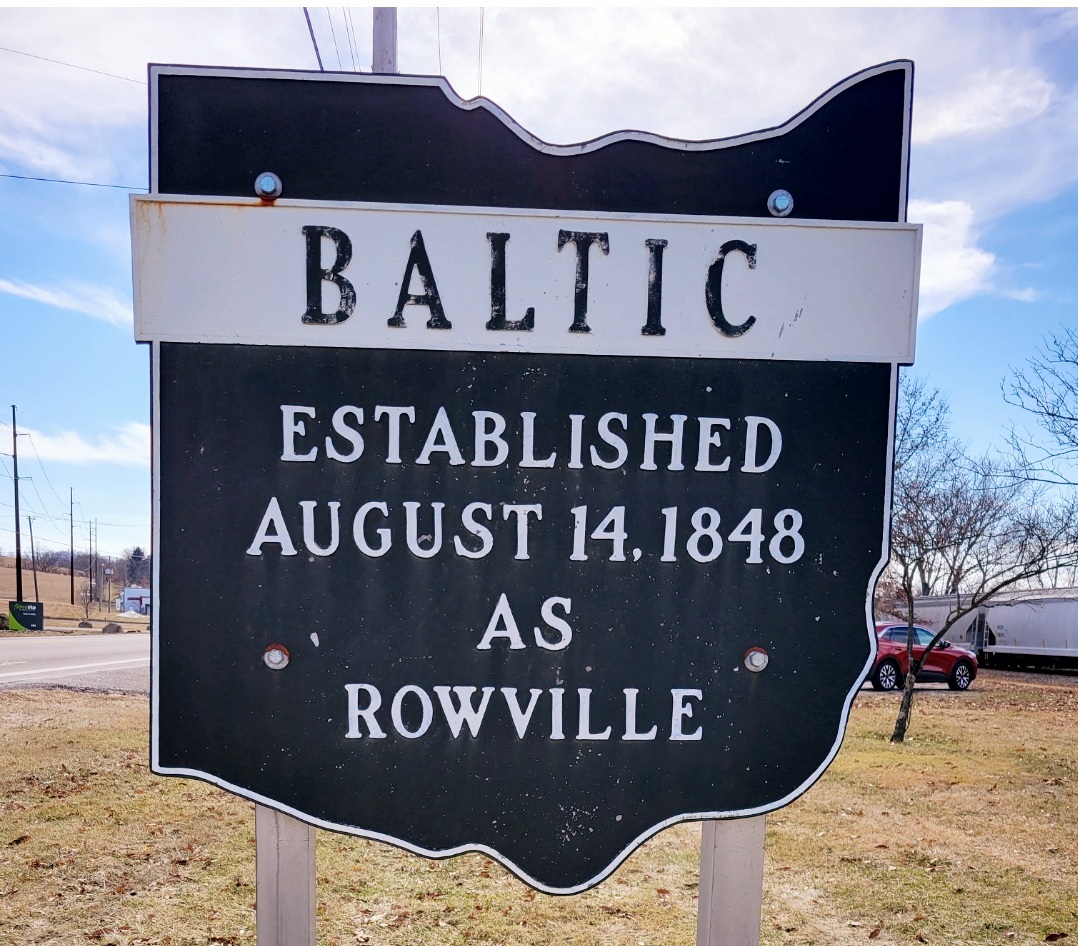 BALTIC
ESTABLISHED
AUGUST 14, 1848
AS
ROWVILLE